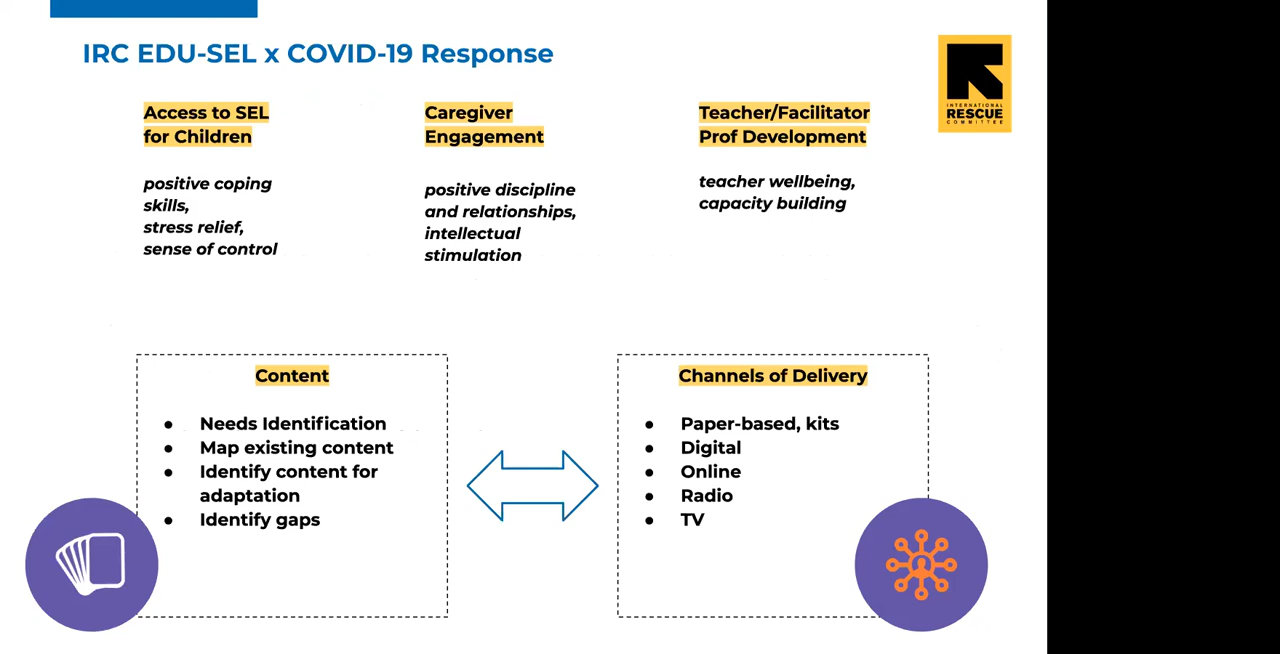 IRC EDU-SEL x COVID-19 Response
INTERNATIONAL
RESCUE
COMMITTEE
Access to SEL
for Children
positive coping
skills,
stress relief,
sense of control
Caregiver
Engagement
positive discipline
and relationships,
intellectual
stimulation
Teacher/Facilitator
Prof Development
teacher wellbeing,
capacity building
Content
● Needs Identification
● Map existing content
● Identify content for
adaptation
● Identify gaps
Channels of Delivery
● Paper-based, kits
● Digital
● Online
● Radio
● TV